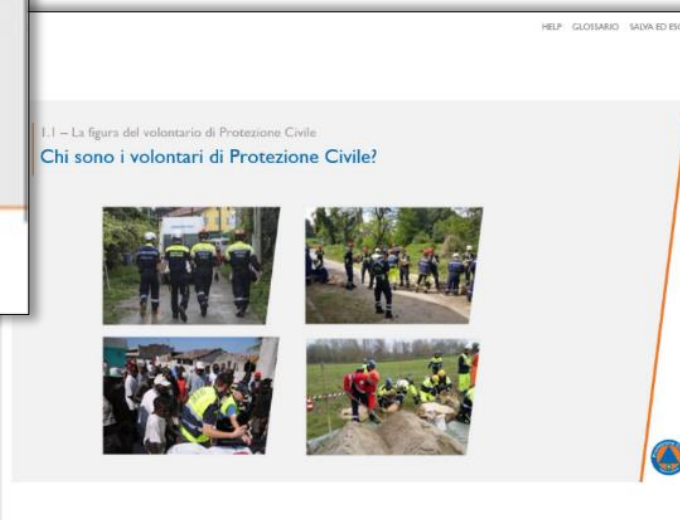 HELP GLOSSARIO SALVA ED
1.1 – La figura del volontario di Protezione Civile
Chi sono i volontari di Protezione Civile?